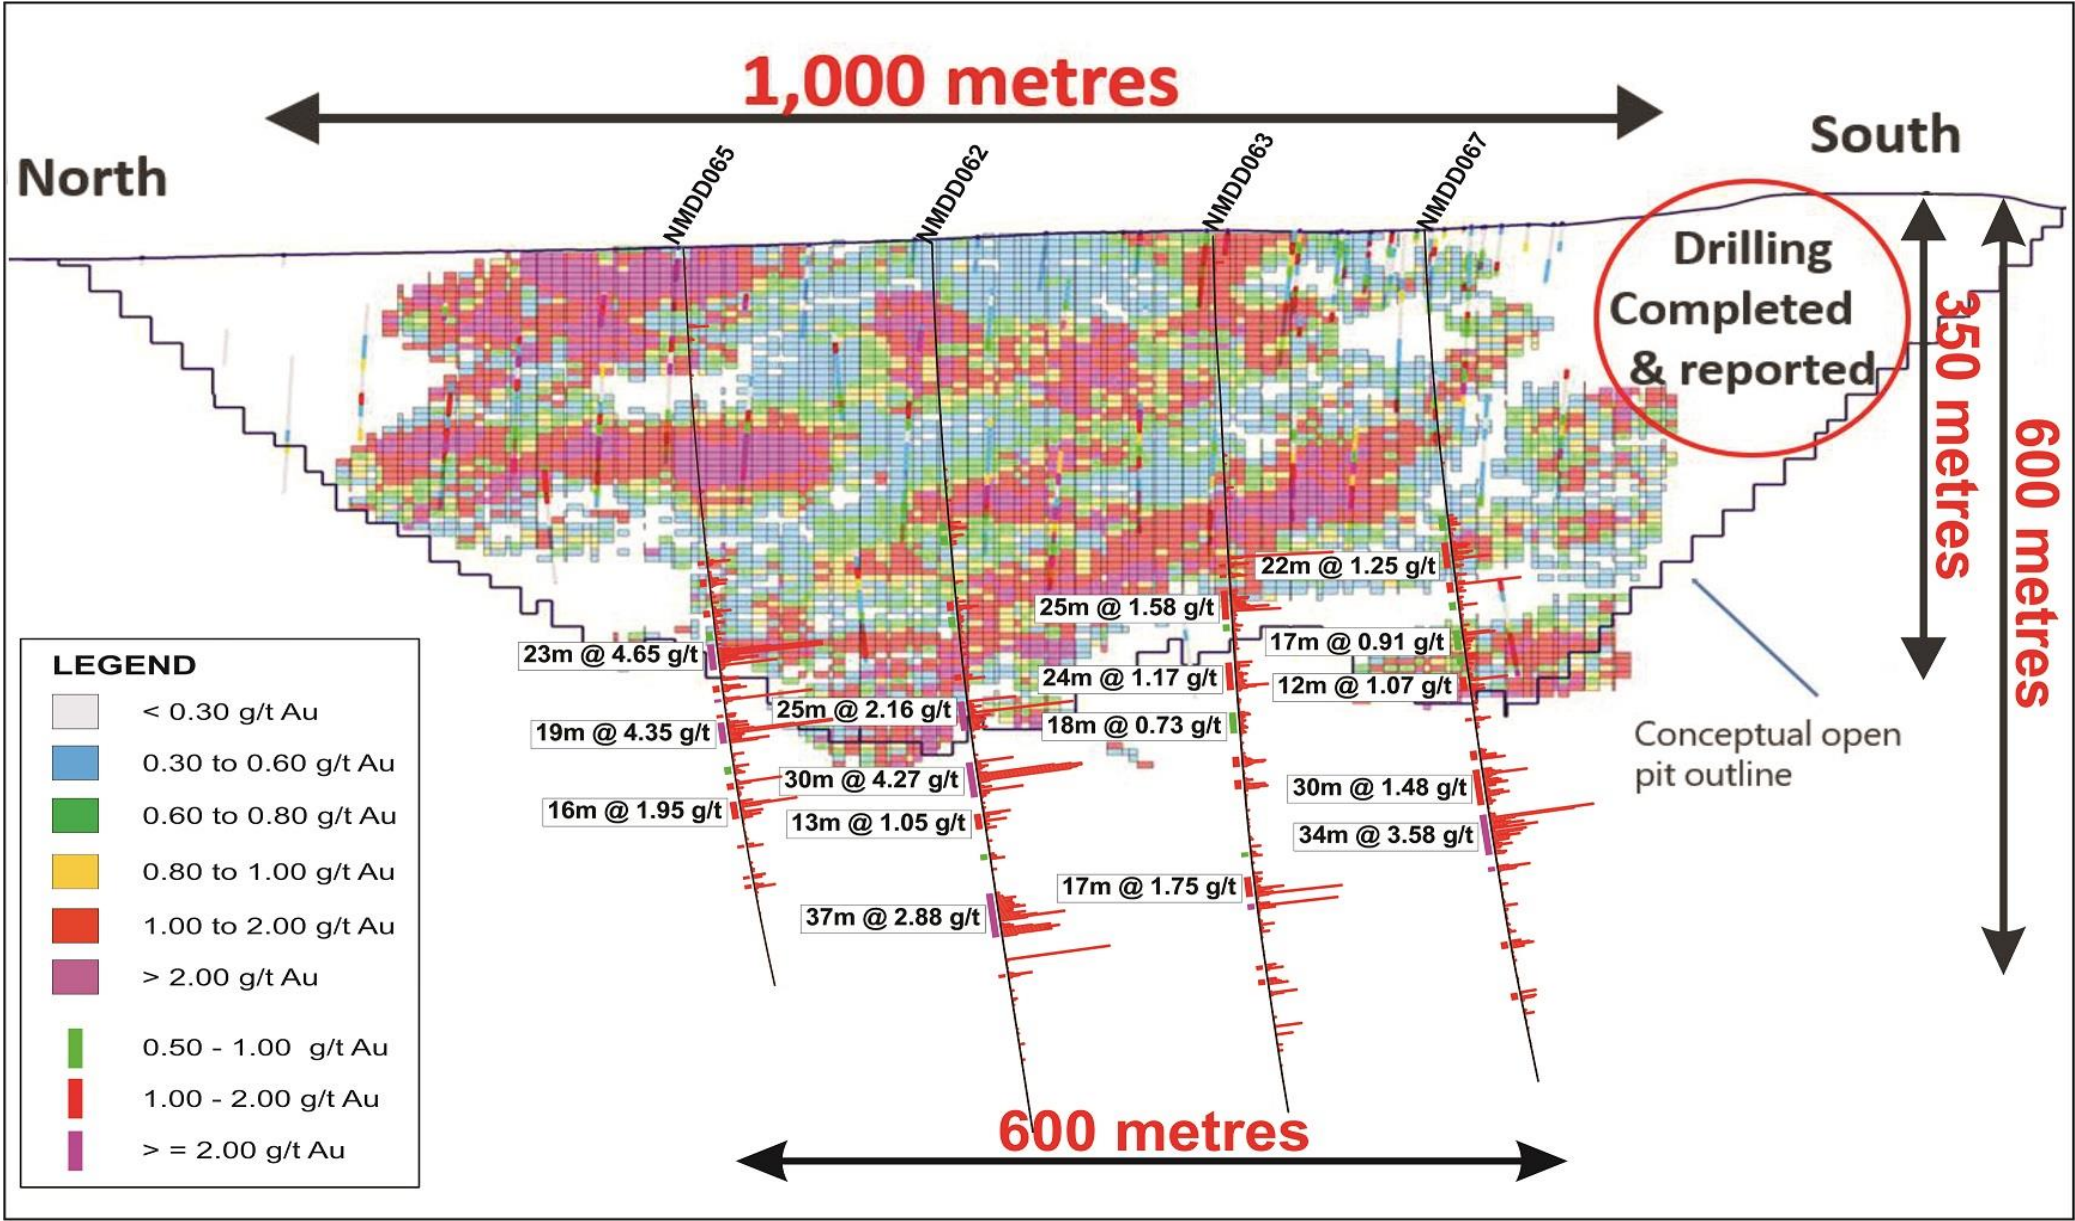 1,000 metres
North
South
NMDD065
NMDD062
NMDD063
NMDD067
Drilling
Completed
& reported
350 metres
600 metres
22m @ 1.25 g/t
25m @ 1.58 g/t
17m @ 0.91 g/t
23m @ 4.65 g/t
24m @ 1.17 g/t
12m @ 1.07 g/t
25m @ 2.16 g/t
18m @ 0.73 g/t
19m @ 4.35 g/t
30m @ 4.27 g/t
30m @ 1.48 g/t
16m @ 1.95 g/t
13m @ 1.05 g/t
34m @ 3.58 g/t
17m @ 1.75 g/t
37m @ 2.88 g/t
Conceptual open
pit outline
LEGEND
< 0.30 g/t Au
0.30 to 0.60 g/t Au
0.60 to 0.80 g/t Au
0.80 to 1.00 g/t Au
1.00 to 2.00 g/t Au
> 2.00 g/t Au
0.50 - 1.00 g/t Au
1.00 - 2.00 g/t Au
> = 2.00 g/t Au
600 metres